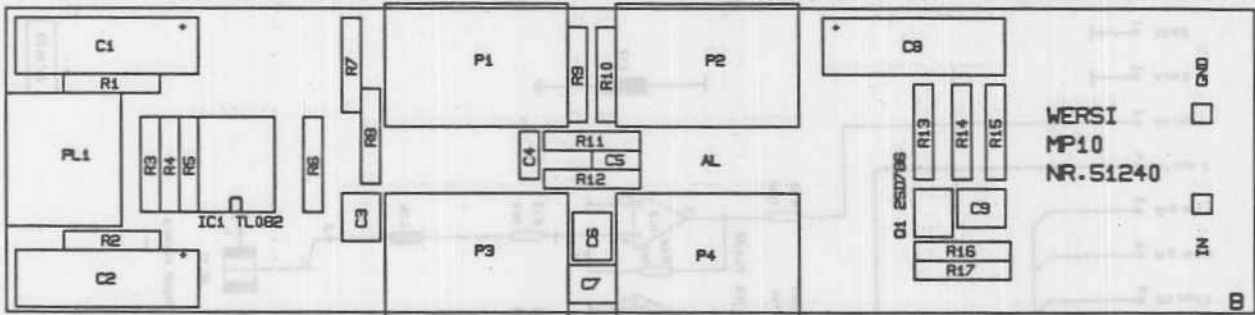 C1
R1
PL1
R2
C2
R3
R4
R5
IC1 TL082
R6
R7
R8
C3
P1
P3
C4
R9
R10
R11
C5
R12
C6
C7
P2
AL
P4
C8
R13
R14
R15
Q1 2SD786
C9
R16
R17
WERSI
MP10
NR.51240
GND
IN
B